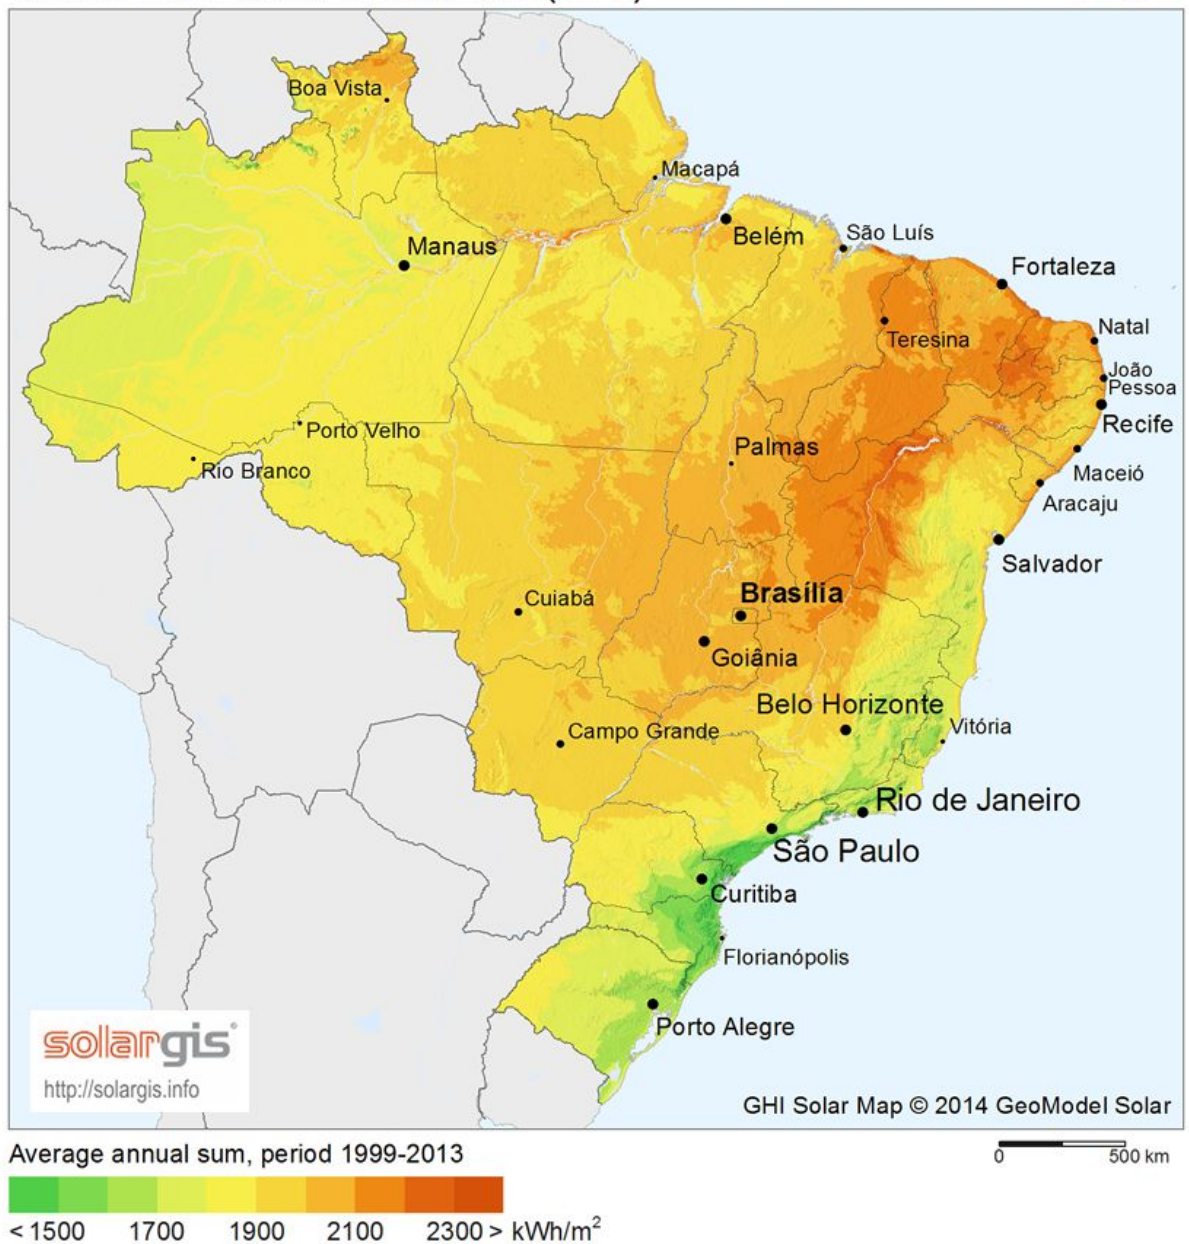 Boa Vista
Macapá
Belém
São Luís
Manaus
Fortaleza
Teresina
Natal
João
Pessoa
Recife
Porto Velho
Palmas
Rio Branco
Maceió
Aracaju
Salvador
Cuiabá
Brasília
Goiânia
Belo Horizonte
Campo Grande
Vitória
Rio de Janeiro
São Paulo
Curitiba
Florianópolis
Porto Alegre
solargis®
http://solargis.info
GHI Solar Map © 2014 GeoModel Solar
Average annual sum, period 1999-2013
0 500 km
< 1500 1700 1900 2100 2300 > kWh/m²